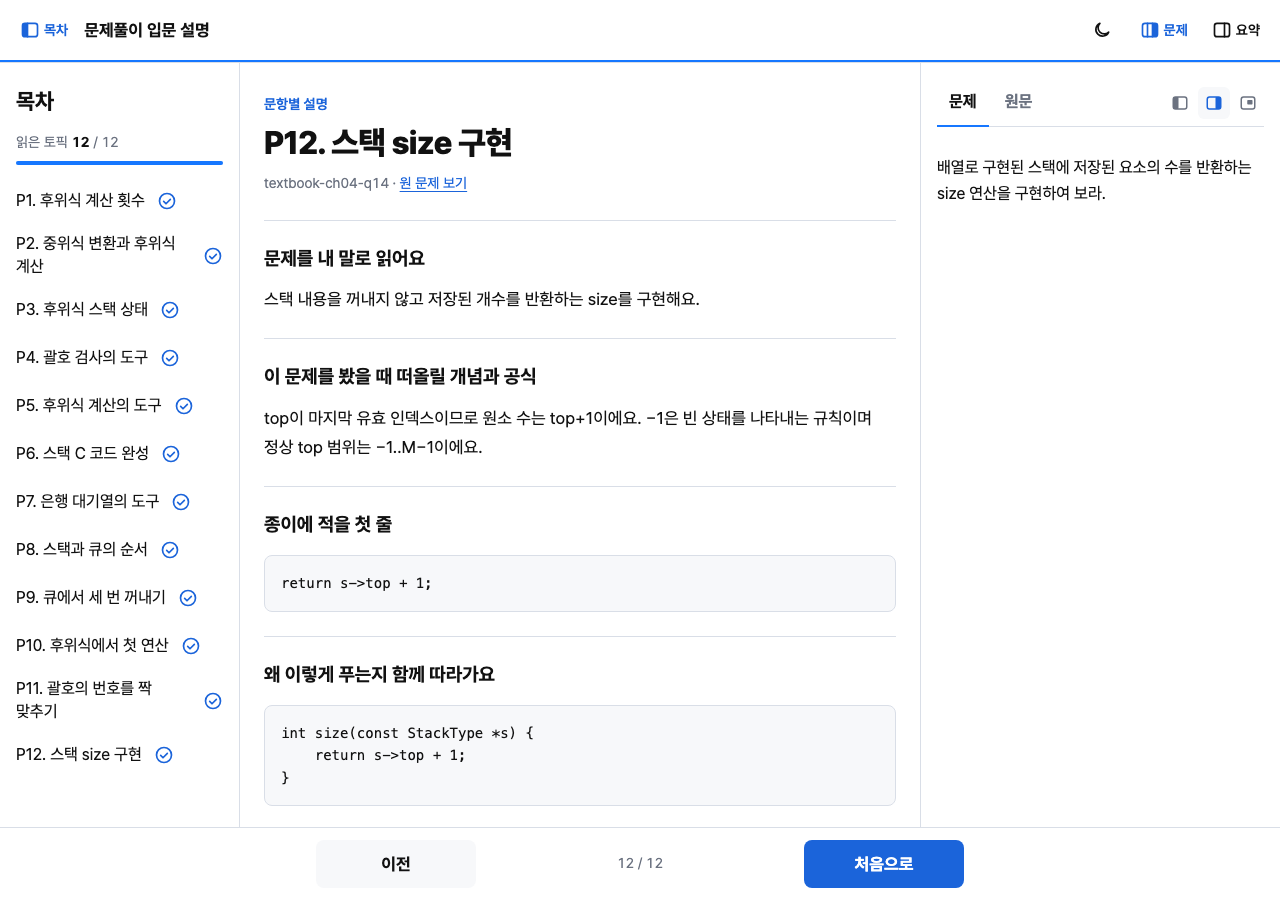 목차
문제풀이 입문 설명
문제
요약
목차
읽은 토픽 12 / 12
P1. 후위식 계산 횟수
P2. 중위식 변환과 후위식
계산
P3. 후위식 스택 상태
P4. 괄호 검사의 도구
P5. 후위식 계산의 도구
P6. 스택 C 코드 완성
P7. 은행 대기열의 도구
P8. 스택과 큐의 순서
P9. 큐에서 세 번 꺼내기
P10. 후위식에서 첫 연산
P11. 괄호의 번호를 짝
맞추기
P12. 스택 size 구현
문항별 설명
P12. 스택 size 구현
textbook-ch04-q14 · 원 문제 보기
문제를 내 말로 읽어요
스택 내용을 꺼내지 않고 저장된 개수를 반환하는 size를 구현해요.
이 문제를 봤을 때 떠올릴 개념과 공식
top이 마지막 유효 인덱스이므로 원소 수는 top+1이에요. −1은 빈 상태를 나타내는 규칙이며
정상 top 범위는 −1..M−1이에요.
종이에 적을 첫 줄
return s->top + 1;
왜 이렇게 푸는지 함께 따라가요
int size(const StackType *s) {
    return s->top + 1;
}
문제
원문
배열로 구현된 스택에 저장된 요소의 수를 반환하는
size 연산을 구현하여 보라.
이전
12 / 12
처음으로